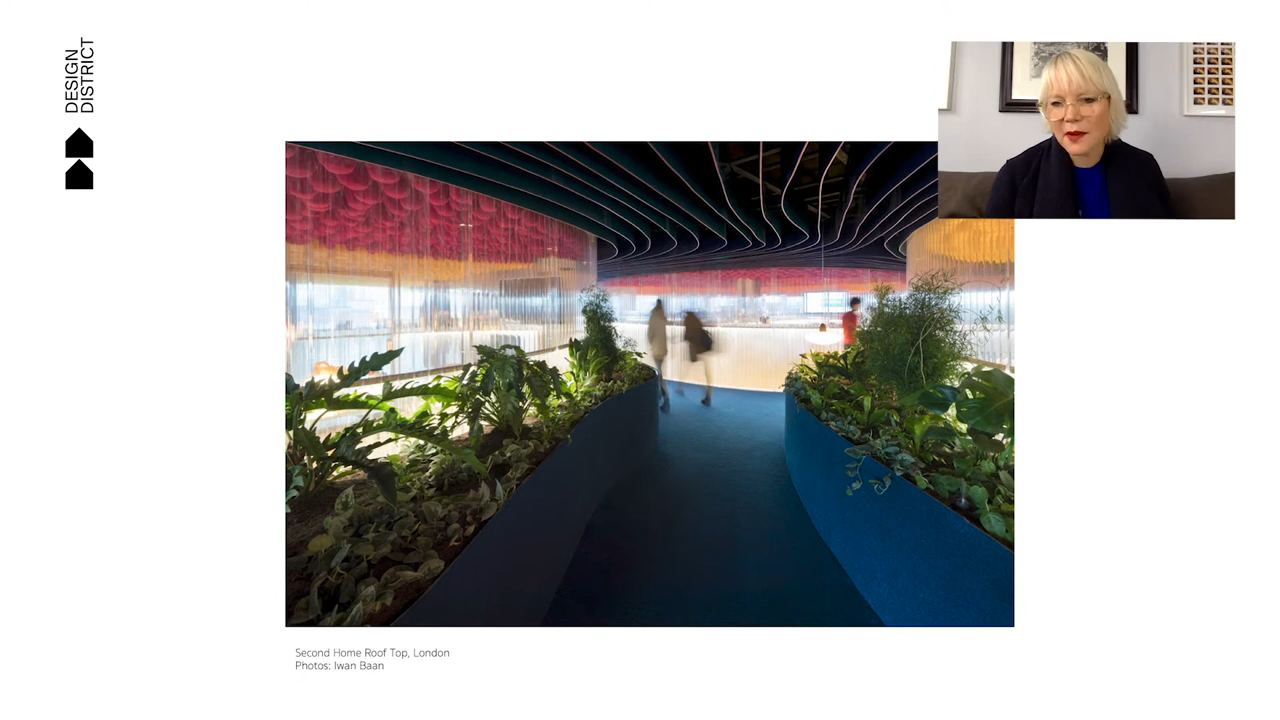 DESIGN
DISTRICT
Second Home Roof Top, London
Photos: Iwan Baan